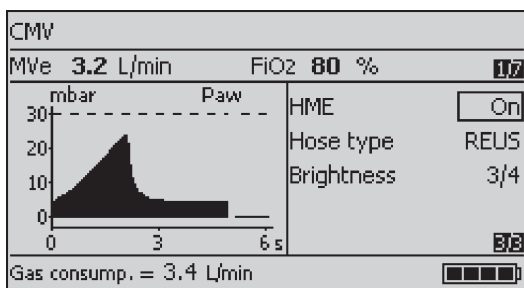 CMV
MVe 3.2 L/min FiO2 80 % 1/7
mbar Paw
30
20
10
0
0 3 6 s
HME On
Hose type REUS
Brightness 3/4
3/3
Gas consump. = 3.4 L/min